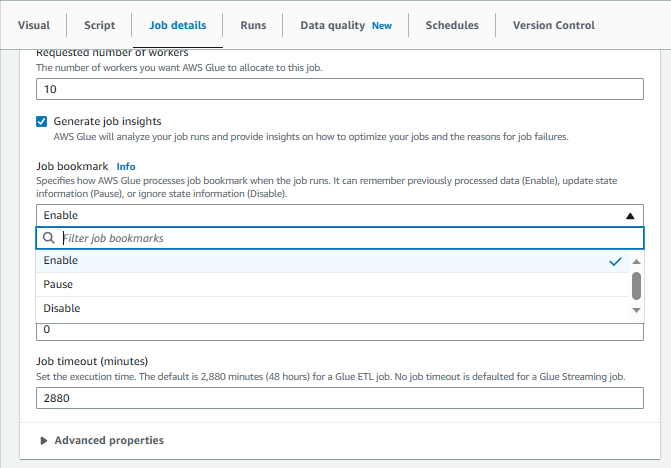 Visual Script Job details Runs Data quality New Schedules Version Control
Requested number of workers
The number of workers you want AWS Glue to allocate to this job.
10
Generate job insights
AWS Glue will analyze your job runs and provide insights on how to optimize your jobs and the reasons for job failures.
Job bookmark Info
Specifies how AWS Glue processes job bookmark when the job runs. It can remember previously processed data (Enable), update state
information (Pause), or ignore state information (Disable).
Enable
Filter job bookmarks
Enable
Pause
Disable
0
Job timeout (minutes)
Set the execution time. The default is 2,880 minutes (48 hours) for a Glue ETL job. No job timeout is defaulted for a Glue Streaming job.
2880
Advanced properties